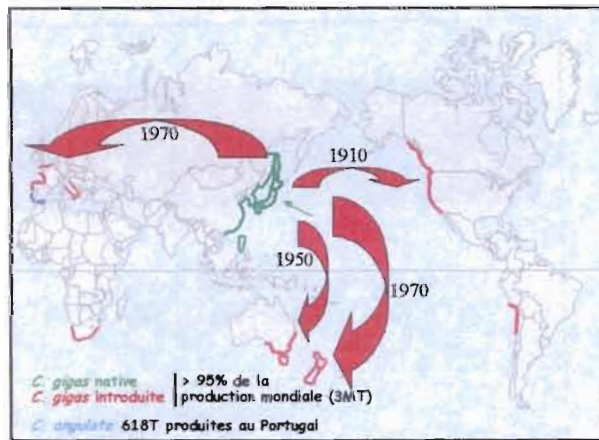 1970
1910
1950
1970
C. gigas native
C. gigas introduite
> 95% de la
production mondiale (3MT)
C. angulata 618T produites au Portugal